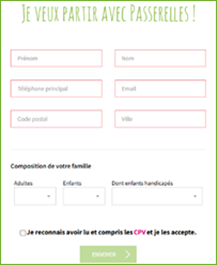 JE VEUX PARTIR AVEC PASSERELLES !
Prénom Nom
Téléphone principal Email
Code postal Ville
Composition de votre famille
Adultes Enfants Dont enfants handicapés
Je reconnais avoir lu et compris les CPV et je les accepte.
ENVOYER